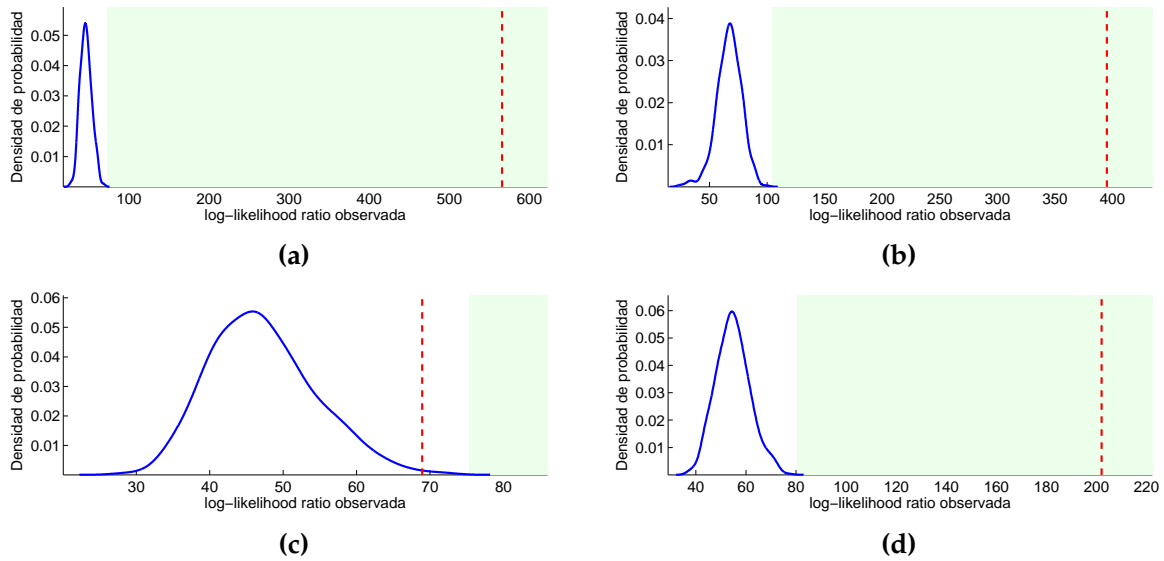 Densidad de probabilidad
0.05
0.04
0.03
0.02
0.01
100 200 300 400 500 600
log−likelihood ratio observada
(a)
Densidad de probabilidad
0.04
0.03
0.02
0.01
50 100 150 200 250 300 350 400
log−likelihood ratio observada
(b)
Densidad de probabilidad
0.06
0.05
0.04
0.03
0.02
0.01
30 40 50 60 70 80
log−likelihood ratio observada
(c)
Densidad de probabilidad
0.06
0.05
0.04
0.03
0.02
0.01
40 60 80 100 120 140 160 180 200 220
log−likelihood ratio observada
(d)